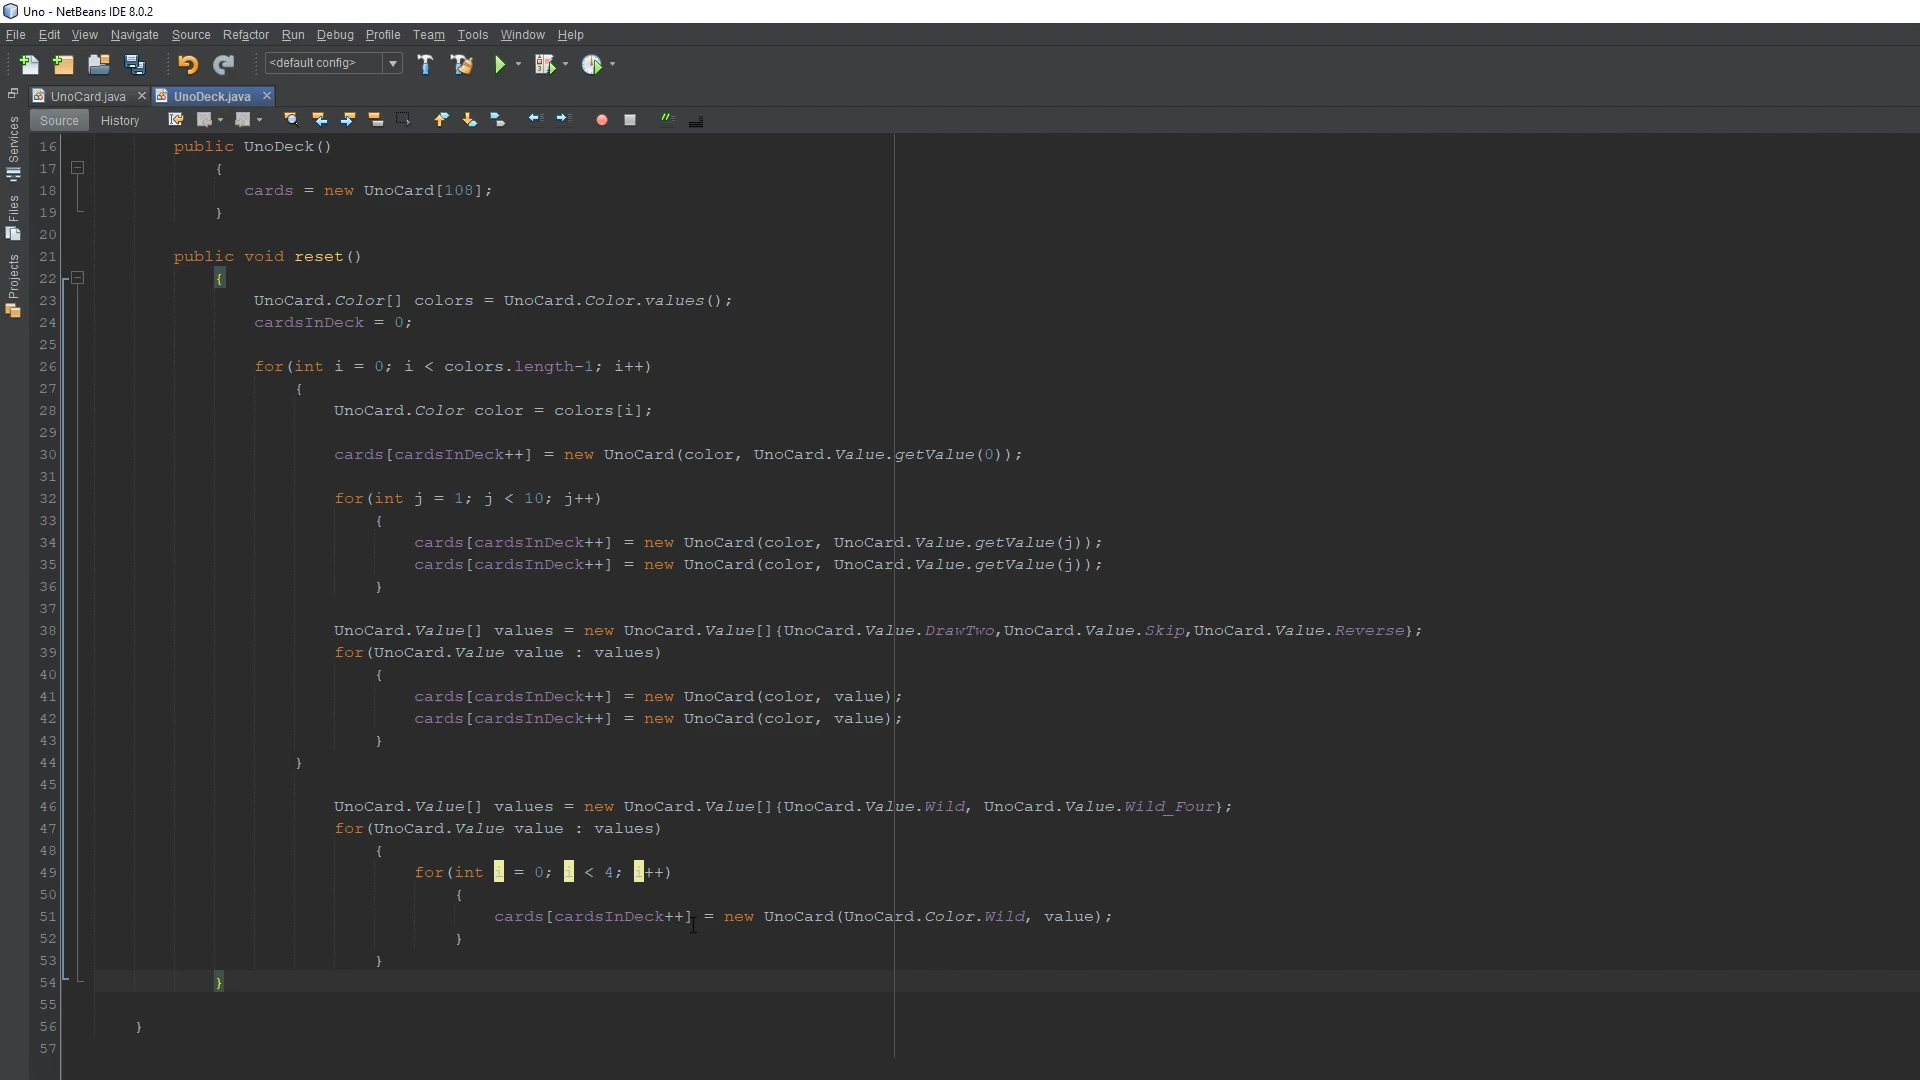 Uno - NetBeans IDE 8.0.2
File Edit View Navigate Source Refactor Run Debug Profile Team Tools Window Help
<default config>
UnoCard.java UnoDeck.java
Source History
Services
Files
Projects
16 public UnoDeck()
17 {
18 cards = new UnoCard[108];
19 }
20
21 public void reset()
22 {
23 UnoCard.Color[] colors = UnoCard.Color.values();
24 cardsInDeck = 0;
25
26 for(int i = 0; i < colors.length-1; i++)
27 {
28 UnoCard.Color color = colors[i];
29
30 cards[cardsInDeck++] = new UnoCard(color, UnoCard.Value.getValue(0));
31
32 for(int j = 1; j < 10; j++)
33 {
34 cards[cardsInDeck++] = new UnoCard(color, UnoCard.Value.getValue(j));
35 cards[cardsInDeck++] = new UnoCard(color, UnoCard.Value.getValue(j));
36 }
37
38 UnoCard.Value[] values = new UnoCard.Value[]{UnoCard.Value.DrawTwo,UnoCard.Value.Skip,UnoCard.Value.Reverse};
39 for(UnoCard.Value value : values)
40 {
41 cards[cardsInDeck++] = new UnoCard(color, value);
42 cards[cardsInDeck++] = new UnoCard(color, value);
43 }
44 }
45
46 UnoCard.Value[] values = new UnoCard.Value[]{UnoCard.Value.Wild, UnoCard.Value.Wild_Four};
47 for(UnoCard.Value value : values)
48 {
49 for(int i = 0; i < 4; i++)
50 {
51 cards[cardsInDeck++] = new UnoCard(UnoCard.Color.Wild, value);
52 }
53 }
54 }
55
56 }
57